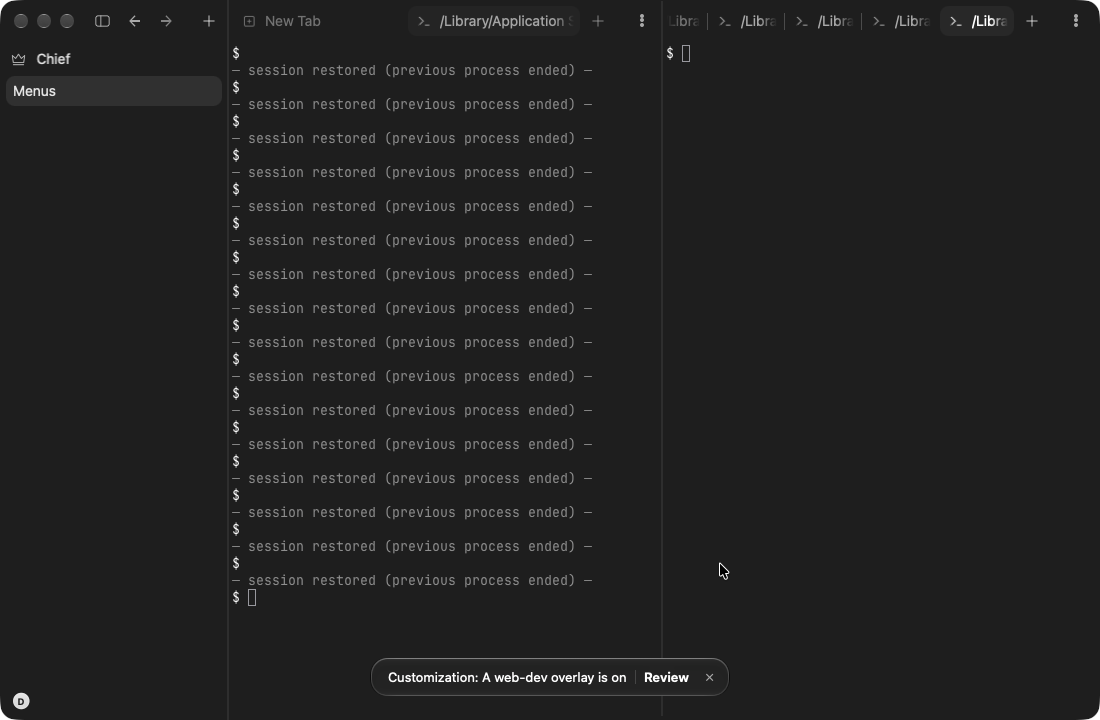 New Tab
/Library/Application
/Libra
/Libra
/Libra
/Libra
/Libra
Chief
Menus
$
— session restored (previous process ended) —
$
— session restored (previous process ended) —
$
— session restored (previous process ended) —
$
— session restored (previous process ended) —
$
— session restored (previous process ended) —
$
— session restored (previous process ended) —
$
— session restored (previous process ended) —
$
— session restored (previous process ended) —
$
— session restored (previous process ended) —
$
— session restored (previous process ended) —
$
— session restored (previous process ended) —
$
— session restored (previous process ended) —
$
— session restored (previous process ended) —
$
— session restored (previous process ended) —
$
— session restored (previous process ended) —
$
— session restored (previous process ended) —
$
$
Customization: A web-dev overlay is on Review
D